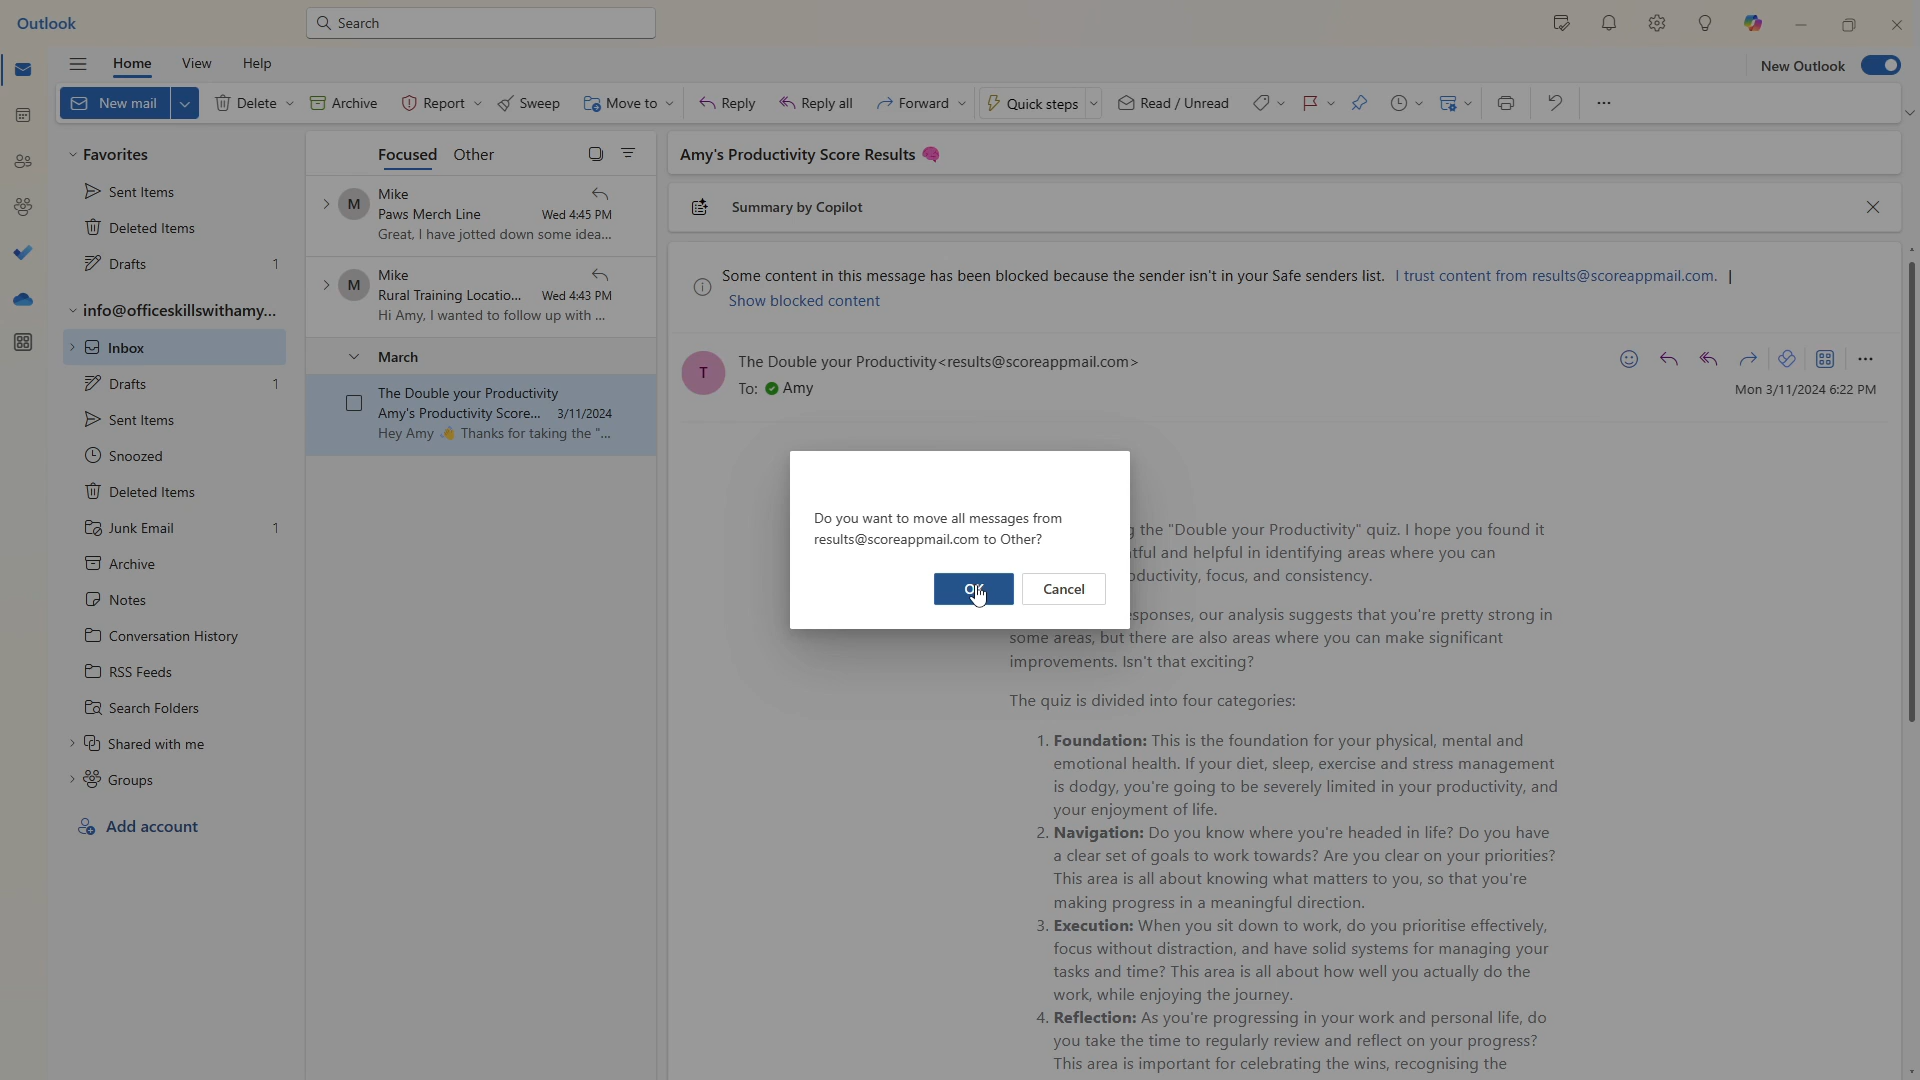 Outlook
Search
Home View Help
New Outlook
New mail Delete Archive Report Sweep Move to Reply Reply all Forward Quick steps Read / Unread
Favorites
Sent Items
Deleted Items
Drafts 1
info@officeskillswithamy...
Inbox
Drafts 1
Sent Items
Snoozed
Deleted Items
Junk Email 1
Archive
Notes
Conversation History
RSS Feeds
Search Folders
Shared with me
Groups
Add account
Focused Other
M
Mike
Paws Merch Line Wed 4:45 PM
Great, I have jotted down some idea...
M
Mike
Rural Training Locatio... Wed 4:43 PM
Hi Amy, I wanted to follow up with ...
March
The Double your Productivity
Amy's Productivity Score... 3/11/2024
Hey Amy 👋 Thanks for taking the "...
Amy's Productivity Score Results 🧠
Summary by Copilot
Some content in this message has been blocked because the sender isn't in your Safe senders list. I trust content from results@scoreappmail.com. |
Show blocked content
T
The Double your Productivity<results@scoreappmail.com>
To: Amy
Mon 3/11/2024 6:22 PM
Do you want to move all messages from
results@scoreappmail.com to Other?
OK Cancel
the "Double your Productivity" quiz. I hope you found it
and helpful in identifying areas where you can
focus, and consistency.
our analysis suggests that you're pretty strong in
some areas, but there are also areas where you can make significant
improvements. Isn't that exciting?
The quiz is divided into four categories:
1. Foundation: This is the foundation for your physical, mental and
emotional health. If your diet, sleep, exercise and stress management
is dodgy, you're going to be severely limited in your productivity, and
your enjoyment of life.
2. Navigation: Do you know where you're headed in life? Do you have
a clear set of goals to work towards? Are you clear on your priorities?
This area is all about knowing what matters to you, so that you're
making progress in a meaningful direction.
3. Execution: When you sit down to work, do you prioritise effectively,
focus without distraction, and have solid systems for managing your
tasks and time? This area is all about how well you actually do the
work, while enjoying the journey.
4. Reflection: As you're progressing in your work and personal life, do
you take the time to regularly review and reflect on your progress?
This area is important for celebrating the wins, recognising the